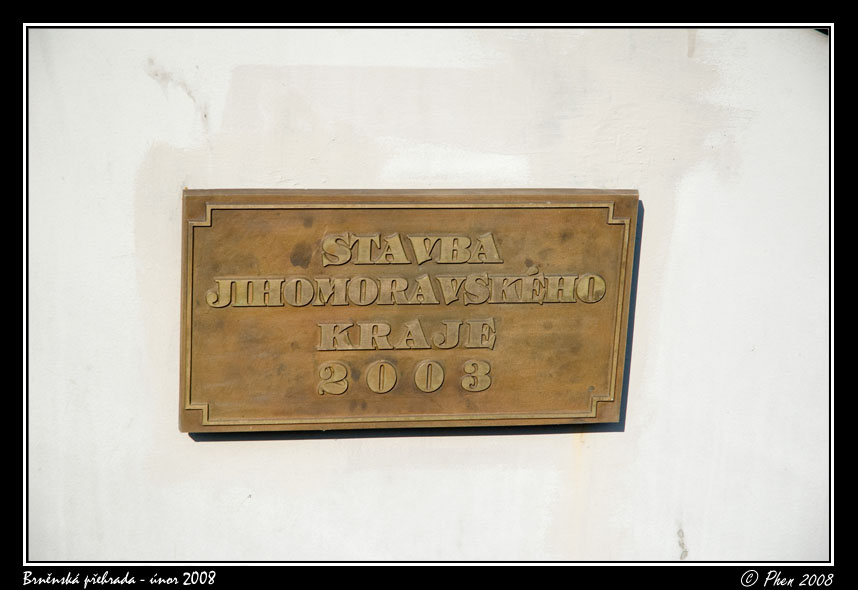 STAVBA
JIHOMORAVSKÉHO
KRAJE
2003
Brněnská přehrada - únor 2008
© Phen 2008